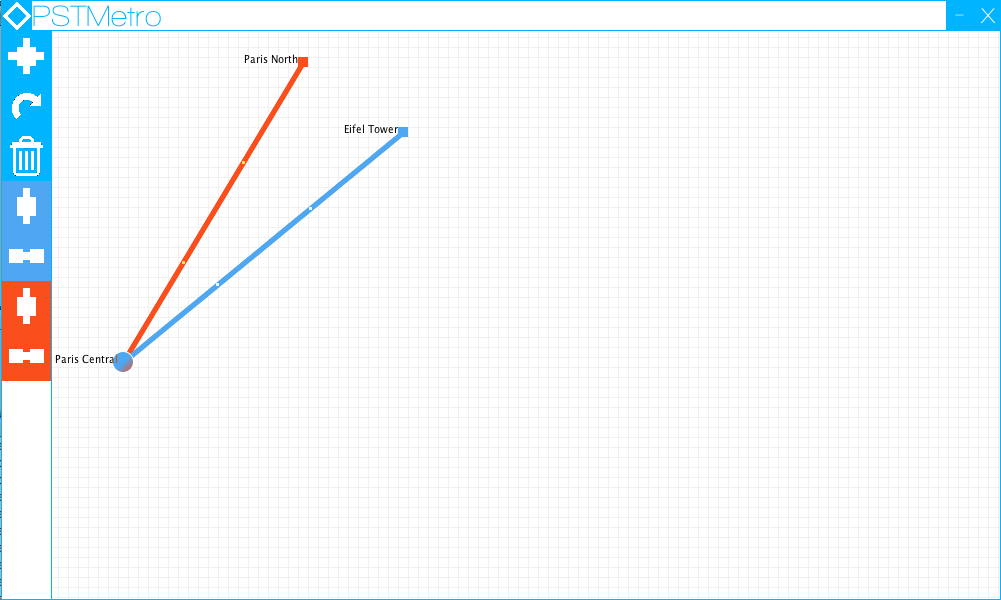 PSTMetro
Paris North
Eifel Tower
Paris Central